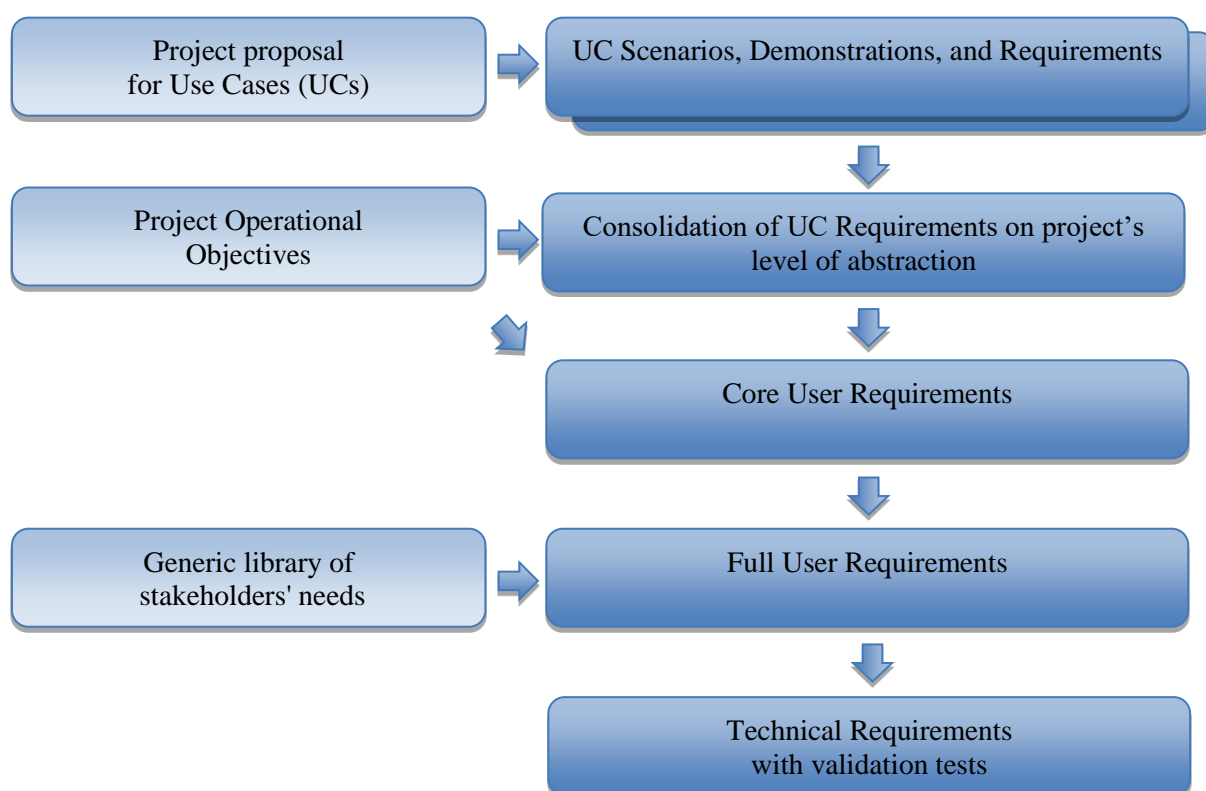 Project proposal
for Use Cases (UCs)
UC Scenarios, Demonstrations, and Requirements
Project Operational
Objectives
Consolidation of UC Requirements on project’s
level of abstraction
Core User Requirements
Generic library of
stakeholders' needs
Full User Requirements
Technical Requirements
with validation tests